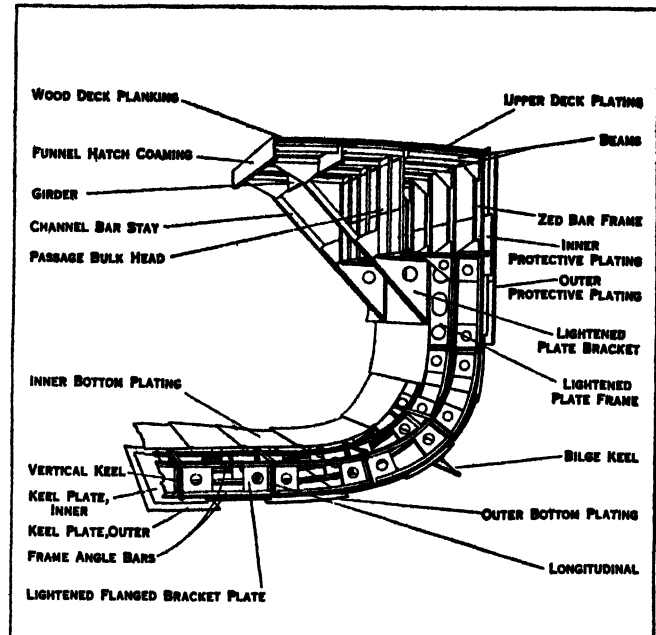 WOOD DECK PLANKING
FUNNEL HATCH COAMING
GIRDER
CHANNEL BAR STAY
PASSAGE BULK HEAD
INNER BOTTOM PLATING
VERTICAL KEEL
KEEL PLATE,
INNER
KEEL PLATE, OUTER
FRAME ANGLE BARS
LIGHTENED FLANGED BRACKET PLATE
UPPER DECK PLATING
BEAMS
ZED BAR FRAME
INNER
PROTECTIVE PLATING
OUTER
PROTECTIVE PLATING
LIGHTENED
PLATE BRACKET
LIGHTENED
PLATE FRAME
BILGE KEEL
OUTER BOTTOM PLATING
LONGITUDINAL